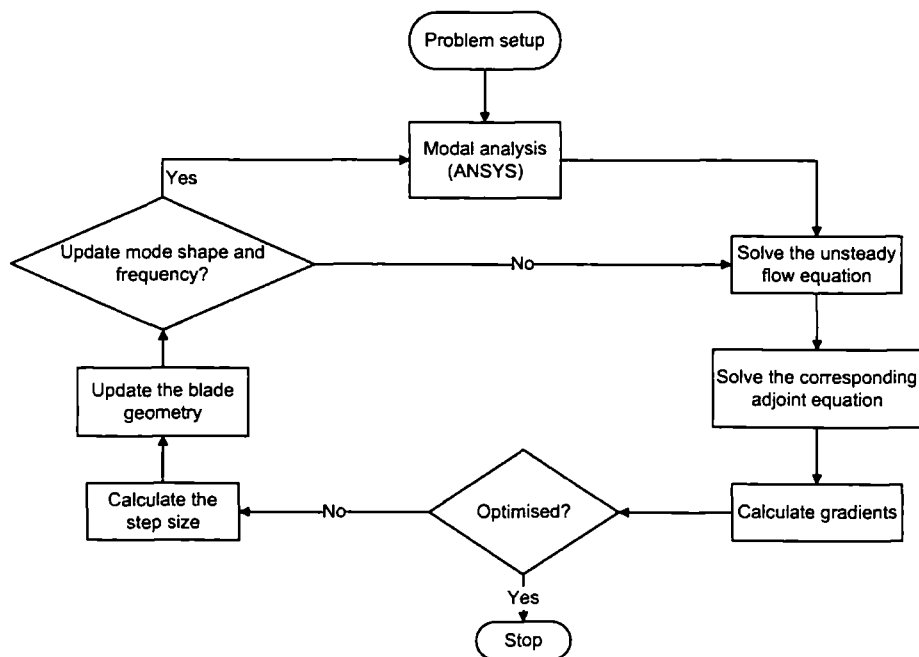 Problem setup
Modal analysis
(ANSYS)
Yes
Update mode shape and
frequency?
No
Solve the unsteady
flow equation
Solve the corresponding
adjoint equation
Update the blade
geometry
Calculate the
step size
No
Optimised?
Calculate gradients
Yes
Stop